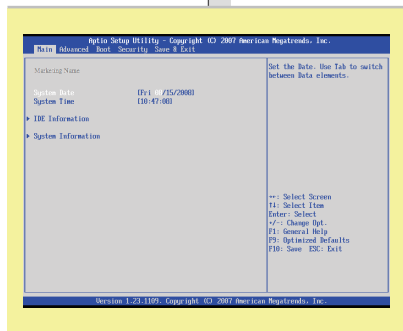 Aptio Setup Utility - Copyright (C) 2007 American Megatrends, Inc.
Main Advanced Boot Security Save & Exit
Marketing Name
System Date [Fri 08/15/2008]
System Time [10:47:08]
▶ IDE Information
▶ System Information
Set the Date. Use Tab to switch
between Data elements.
↔: Select Screen
↑↓: Select Item
Enter: Select
+/-: Change Opt.
F1: General Help
F9: Optimized Defaults
F10: Save ESC: Exit
Version 1.23.1109. Copyright (C) 2007 American Megatrends, Inc.